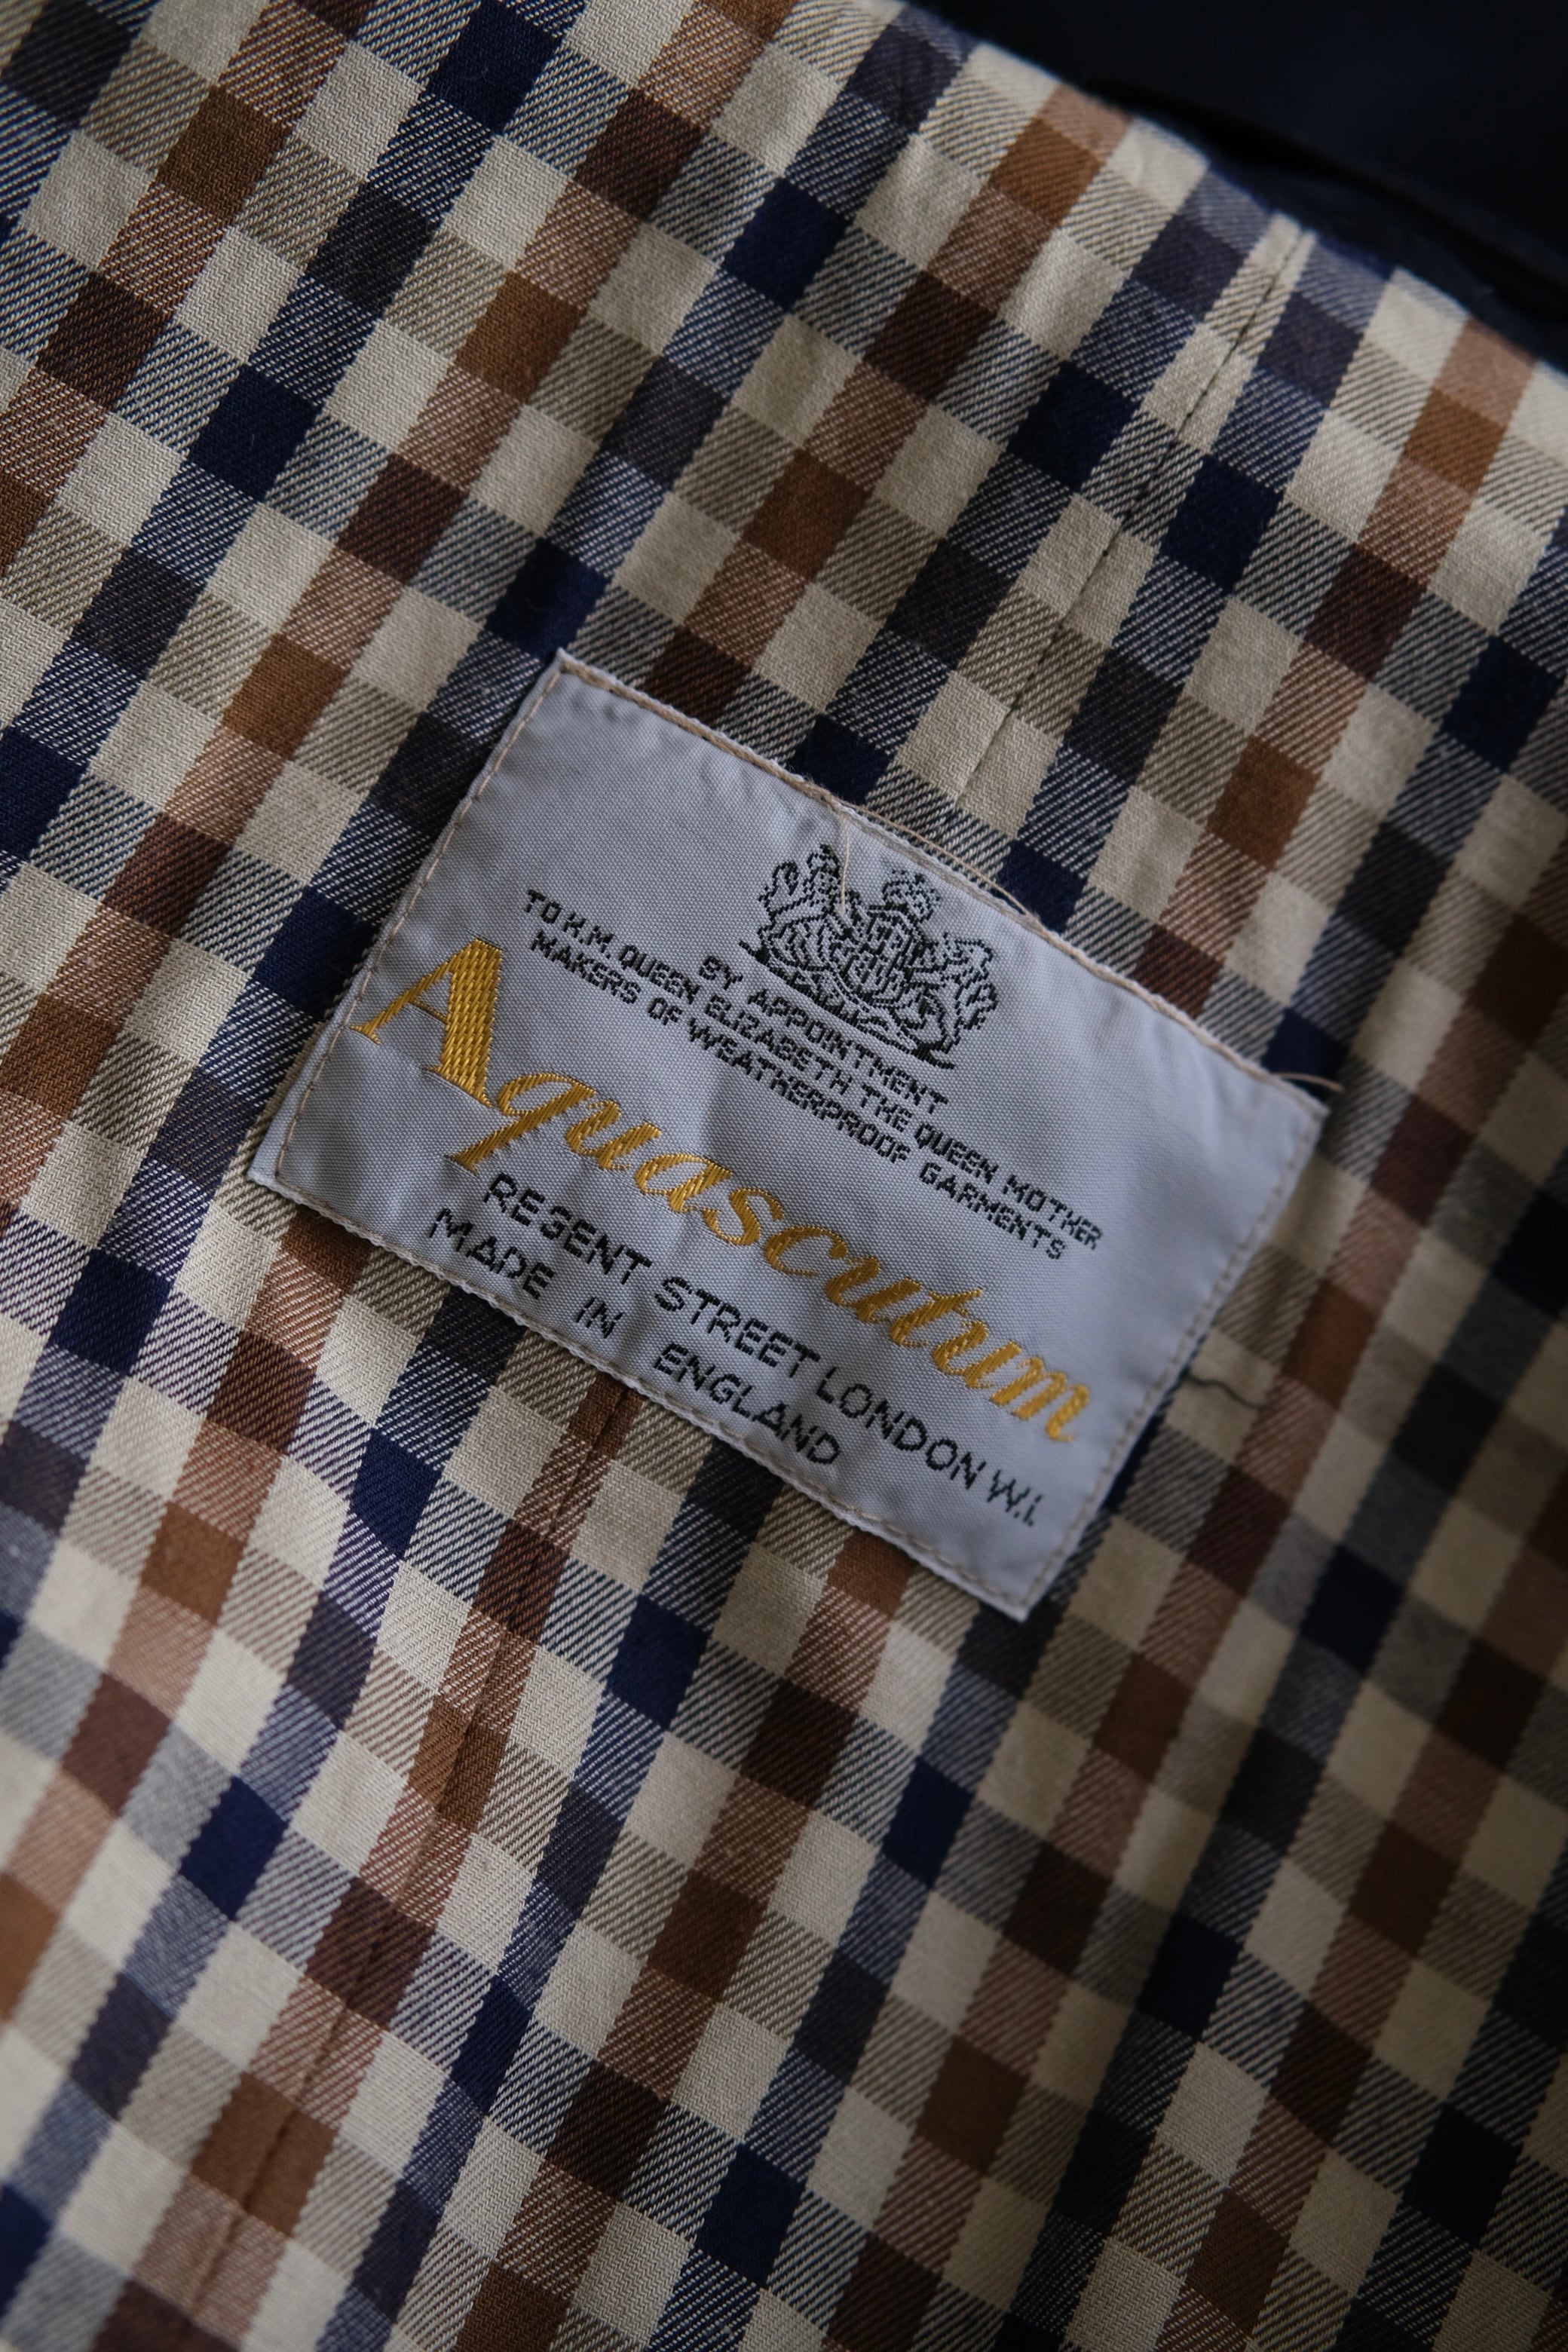 BY APPOINTMENT
TO H.M. QUEEN ELIZABETH THE QUEEN MOTHER
MAKERS OF WEATHERPROOF GARMENTS
Aquascutum
REGENT STREET LONDON W.1.
MADE IN ENGLAND